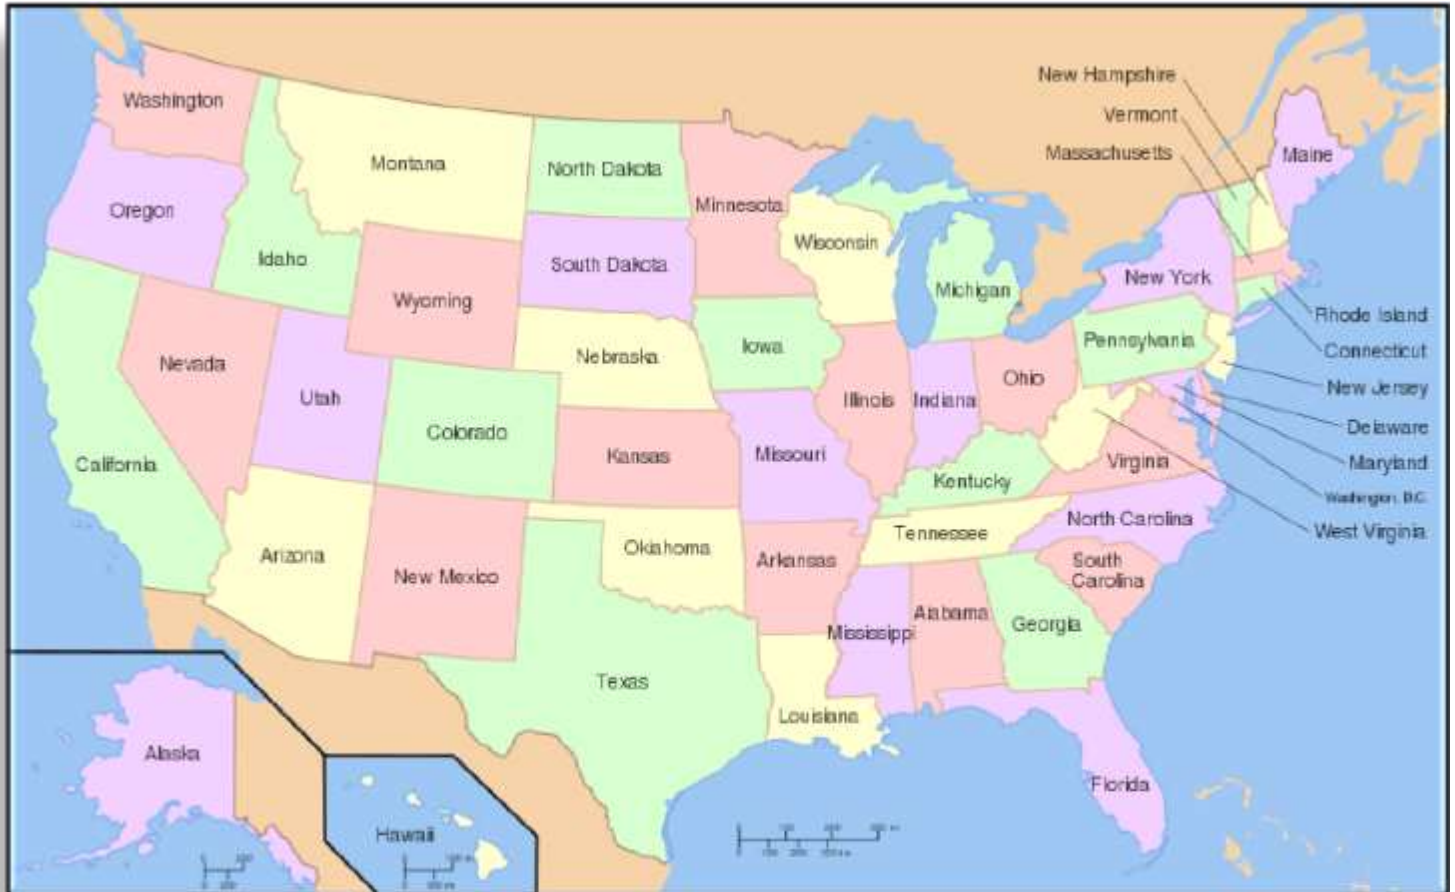 New Hampshire
Washington
Vermont
Massachusetts
Maine
Montana
North Dakota
Minnesota
Oregon
Wisconsin
Idaho
South Dakota
New York
Michigan
Wyoming
Rhode Island
Pennsylvania
Iowa
Connecticut
Nebraska
Nevada
Ohio
New Jersey
Utah
Illinois
Indiana
Delaware
Colorado
Kansas
Missouri
Virginia
Maryland
California
Kentucky
Washington, D.C.
North Carolina
West Virginia
Tennessee
Oklahoma
Arizona
Arkansas
South
Carolina
New Mexico
Alabama
Georgia
Mississippi
Texas
Louisiana
Alaska
Florida
Hawaii